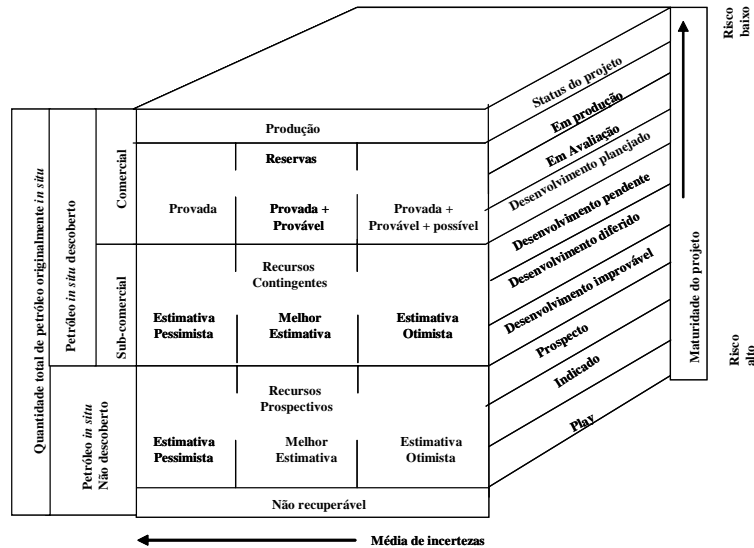 Risco
baixo
Status do projeto
Em produção
Em Avaliação
Desenvolvimento planejado
Desenvolvimento pendente
Desenvolvimento diferido
Desenvolvimento improvável
Prospecto
Indicado
Play
Maturidade do projeto
Risco
alto
Quantidade total de petróleo originalmente in situ
Petróleo in situ descoberto
Comercial
Sub-comercial
Petróleo in situ
Não descoberto
Produção
Reservas
Provada
Provada +
Provável
Provada +
Provável + possível
Recursos
Contingentes
Estimativa
Pessimista
Melhor
Estimativa
Estimativa
Otimista
Recursos
Prospectivos
Estimativa
Pessimista
Melhor
Estimativa
Estimativa
Otimista
Não recuperável
Média de incertezas